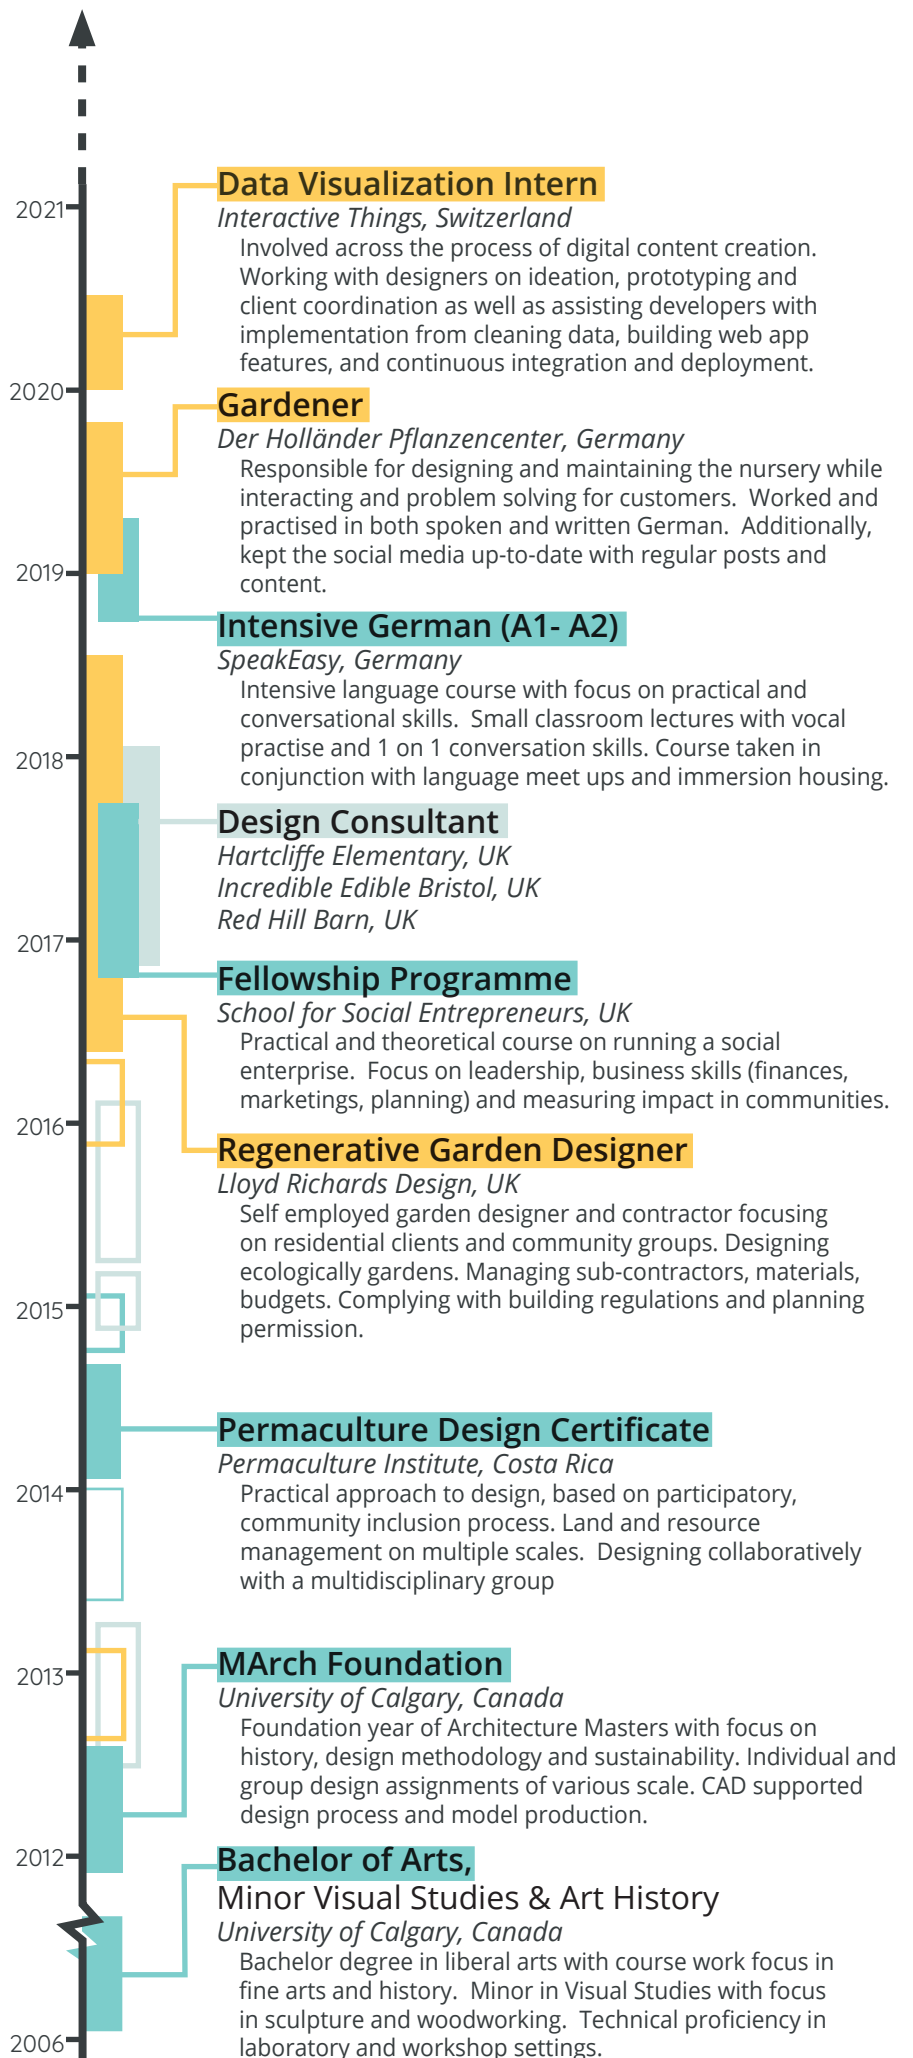 2021
Data Visualization Intern
Interactive Things, Switzerland
Involved across the process of digital content creation.
Working with designers on ideation, prototyping and
client coordination as well as assisting developers with
implementation from cleaning data, building web app
features, and continuous integration and deployment.
2020
Gardener
Der Holländer Pflanzencenter, Germany
Responsible for designing and maintaining the nursery while
interacting and problem solving for customers.  Worked and
practised in both spoken and written German.  Additionally,
kept the social media up-to-date with regular posts and
content.
2019
Intensive German (A1- A2)
SpeakEasy, Germany
Intensive language course with focus on practical and
conversational skills.  Small classroom lectures with vocal
practise and 1 on 1 conversation skills. Course taken in
conjunction with language meet ups and immersion housing.
2018
Design Consultant
Hartcliffe Elementary, UK
Incredible Edible Bristol, UK
Red Hill Barn, UK
2017
Fellowship Programme
School for Social Entrepreneurs, UK
Practical and theoretical course on running a social
enterprise.  Focus on leadership, business skills (finances,
marketings, planning) and measuring impact in communities.
2016
Regenerative Garden Designer
Lloyd Richards Design, UK
Self employed garden designer and contractor focusing
on residential clients and community groups. Designing
ecologically gardens. Managing sub-contractors, materials,
budgets. Complying with building regulations and planning
permission.
2015
Permaculture Design Certificate
Permaculture Institute, Costa Rica
Practical approach to design, based on participatory,
community inclusion process. Land and resource
management on multiple scales.  Designing collaboratively
with a multidisciplinary group
2014
MArch Foundation
2013
University of Calgary, Canada
Foundation year of Architecture Masters with focus on
history, design methodology and sustainability. Individual and
group design assignments of various scale. CAD supported
design process and model production.
2012
Bachelor of Arts,
Minor Visual Studies & Art History
University of Calgary, Canada
Bachelor degree in liberal arts with course work focus in
fine arts and history.  Minor in Visual Studies with focus
in sculpture and woodworking.  Technical proficiency in
laboratory and workshop settings.
2006